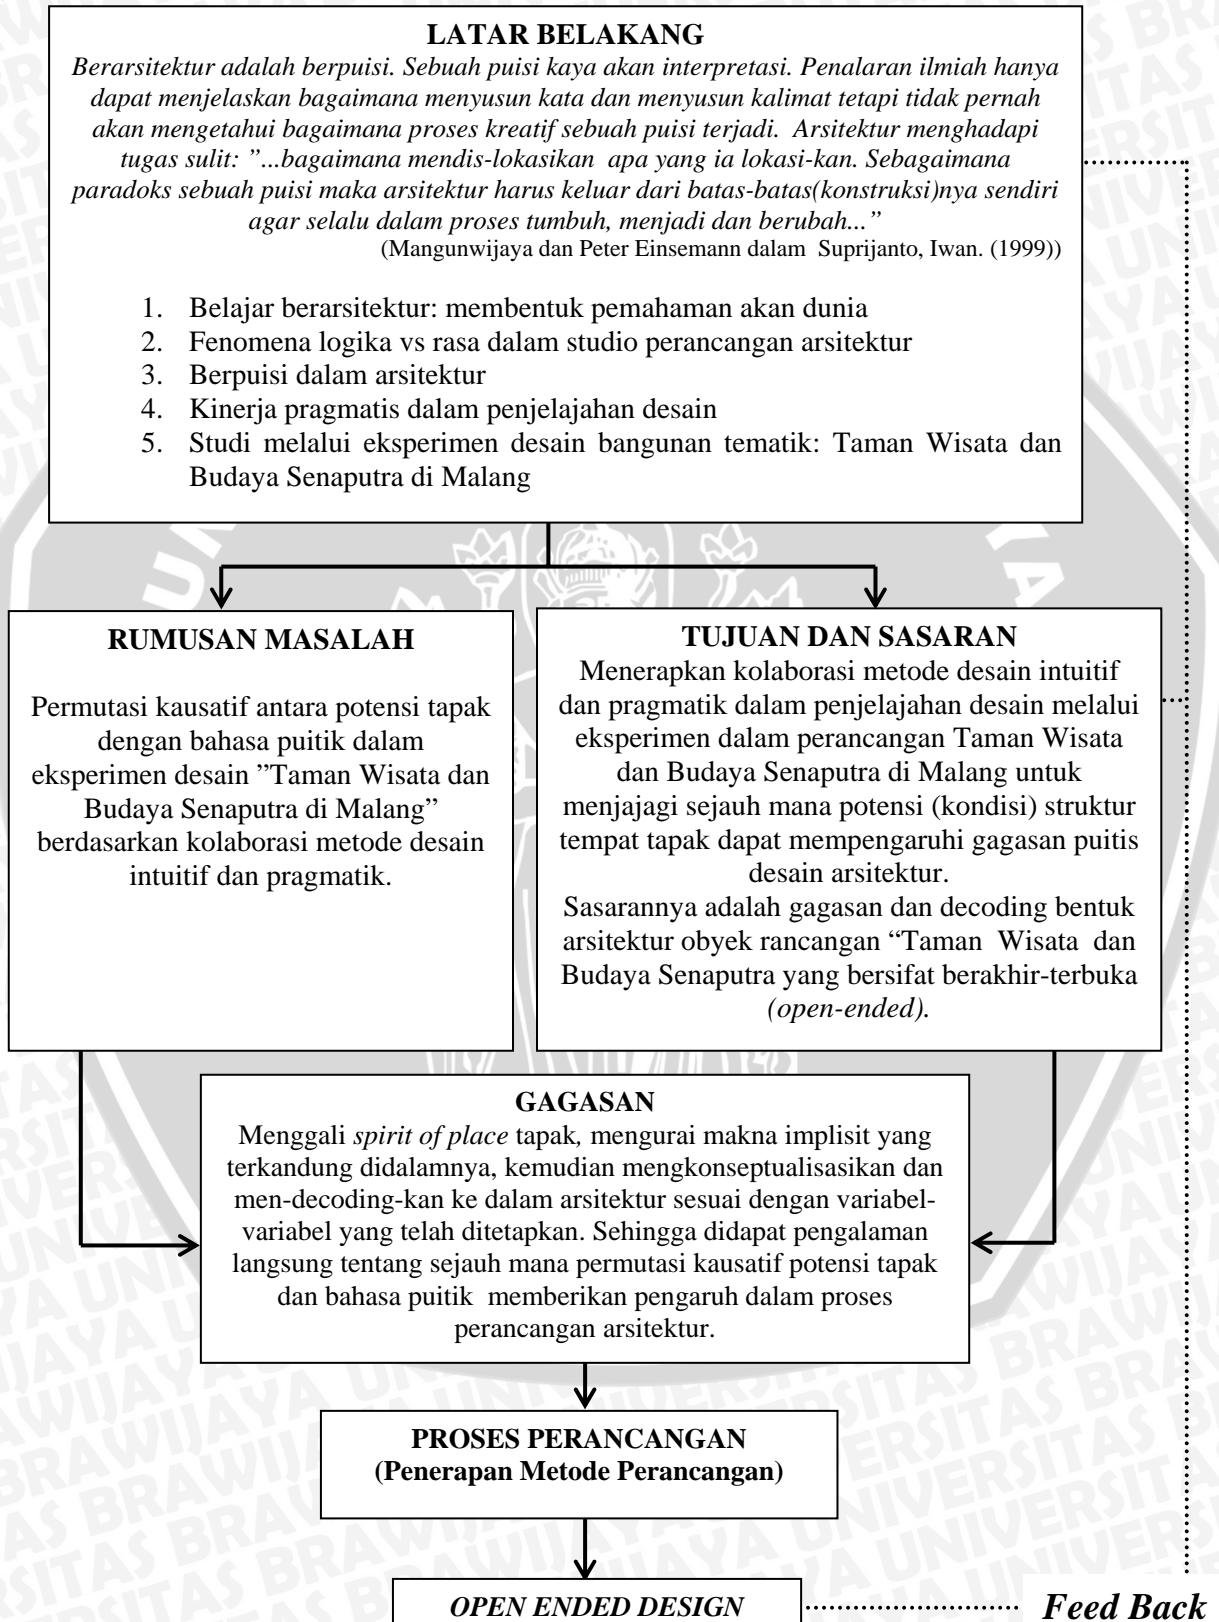 LATAR BELAKANG
Berarsitektur adalah berpuisi. Sebuah puisi kaya akan interpretasi. Penalaran ilmiah hanya
dapat menjelaskan bagaimana menyusun kata dan menyusun kalimat tetapi tidak pernah
akan mengetahui bagaimana proses kreatif sebuah puisi terjadi. Arsitektur menghadapi
tugas sulit: ”...bagaimana mendis-lokasikan apa yang ia lokasi-kan. Sebagaimana
paradoks sebuah puisi maka arsitektur harus keluar dari batas-batas(konstruksi)nya sendiri
agar selalu dalam proses tumbuh, menjadi dan berubah...”
(Mangunwijaya dan Peter Einsemann dalam Suprijanto, Iwan. (1999))
1. Belajar berarsitektur: membentuk pemahaman akan dunia
2. Fenomena logika vs rasa dalam studio perancangan arsitektur
3. Berpuisi dalam arsitektur
4. Kinerja pragmatis dalam penjelajahan desain
5. Studi melalui eksperimen desain bangunan tematik: Taman Wisata dan
Budaya Senaputra di Malang
RUMUSAN MASALAH
Permutasi kausatif antara potensi tapak
dengan bahasa puitik dalam
eksperimen desain ”Taman Wisata dan
Budaya Senaputra di Malang”
berdasarkan kolaborasi metode desain
intuitif dan pragmatik.
TUJUAN DAN SASARAN
Menerapkan kolaborasi metode desain intuitif
dan pragmatik dalam penjelajahan desain melalui
eksperimen dalam perancangan Taman Wisata
dan Budaya Senaputra di Malang untuk
menjajagi sejauh mana potensi (kondisi) struktur
tempat tapak dapat mempengaruhi gagasan puitis
desain arsitektur.
Sasarannya adalah gagasan dan decoding bentuk
arsitektur obyek rancangan “Taman Wisata dan
Budaya Senaputra yang bersifat berakhir-terbuka
(open-ended).
GAGASAN
Menggali spirit of place tapak, mengurai makna implisit yang
terkandung didalamnya, kemudian mengkonseptualisasikan dan
men-decoding-kan ke dalam arsitektur sesuai dengan variabel-
variabel yang telah ditetapkan. Sehingga didapat pengalaman
langsung tentang sejauh mana permutasi kausatif potensi tapak
dan bahasa puitik memberikan pengaruh dalam proses
perancangan arsitektur.
PROSES PERANCANGAN
(Penerapan Metode Perancangan)
OPEN ENDED DESIGN
Feed Back